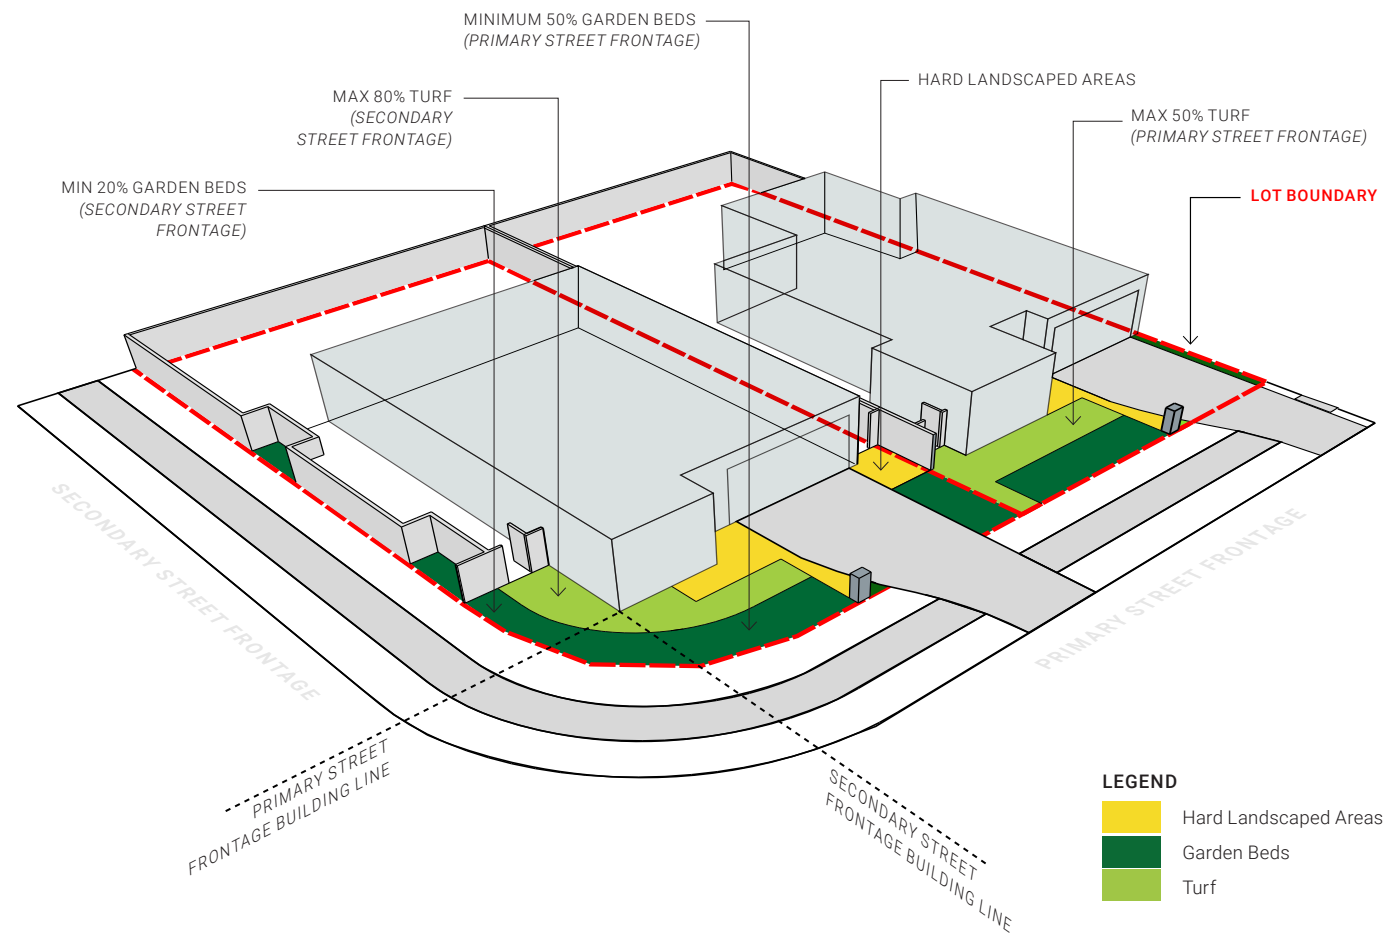 MINIMUM 50% GARDEN BEDS
(PRIMARY STREET FRONTAGE)
HARD LANDSCAPED AREAS
MAX 80% TURF
(SECONDARY
STREET FRONTAGE)
MAX 50% TURF
(PRIMARY STREET FRONTAGE)
MIN 20% GARDEN BEDS
(SECONDARY STREET
FRONTAGE)
LOT BOUNDARY
SECONDARY STREET FRONTAGE
PRIMARY STREET FRONTAGE
PRIMARY STREET
FRONTAGE BUILDING LINE
SECONDARY STREET
FRONTAGE BUILDING LINE
LEGEND
Hard Landscaped Areas
Garden Beds
Turf